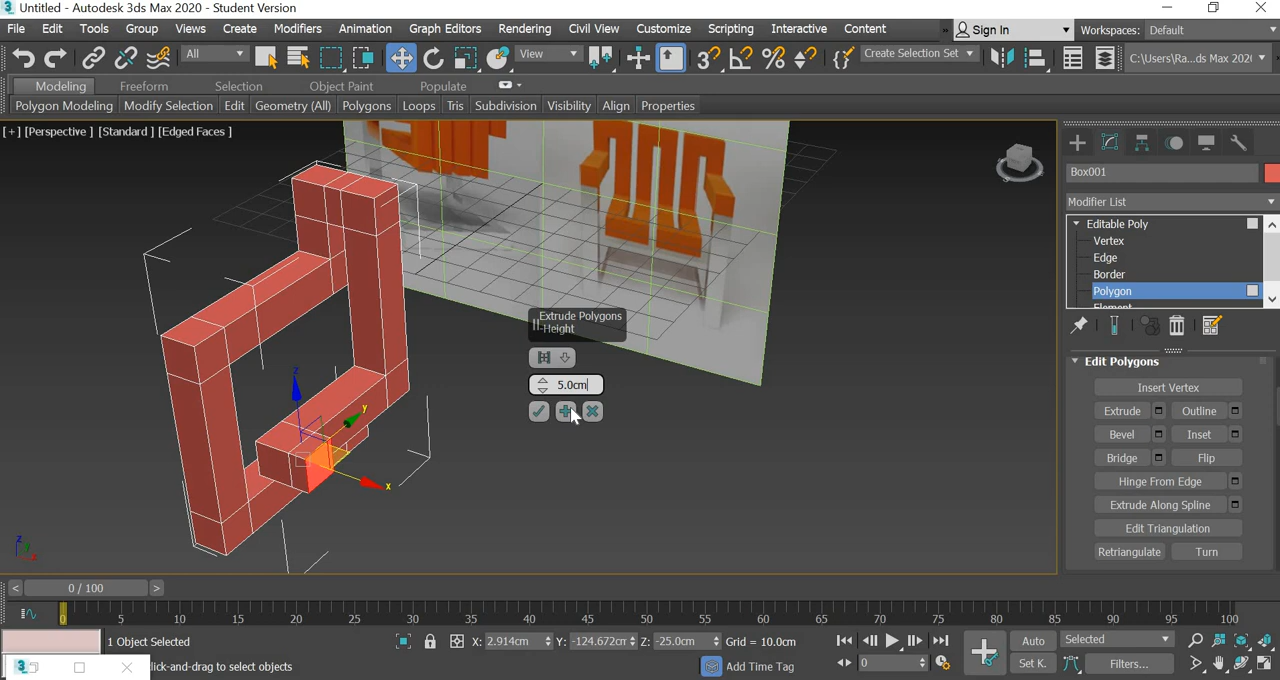 Untitled - Autodesk 3ds Max 2020 - Student Version
File Edit Tools Group Views Create Modifiers Animation Graph Editors Rendering Civil View Customize Scripting Interactive Content » Sign In Workspaces: Default
All View Create Selection Set C:\Users\Ra...ds Max 202(
Modeling Freeform Selection Object Paint Populate
Polygon Modeling Modify Selection Edit Geometry (All) Polygons Loops Tris Subdivision Visibility Align Properties
[+] [Perspective ] [Standard ] [Edged Faces ]
Box001
Modifier List
Editable Poly
Vertex
Edge
Border
Polygon
Element
Extrude Polygons
Height
5.0cm
z
y
x
Edit Polygons
Insert Vertex
Extrude Outline
Bevel Inset
Bridge Flip
Hinge From Edge
Extrude Along Spline
Edit Triangulation
Retriangulate Turn
z
x
< 0 / 100 >
0 5 10 15 20 25 30 35 40 45 50 55 60 65 70 75 80 85 90 95 100
1 Object Selected X: 2.914cm Y: -124.672cm Z: -25.0cm Grid = 10.0cm Auto Selected
lick-and-drag to select objects Add Time Tag 0 Set K. Filters...